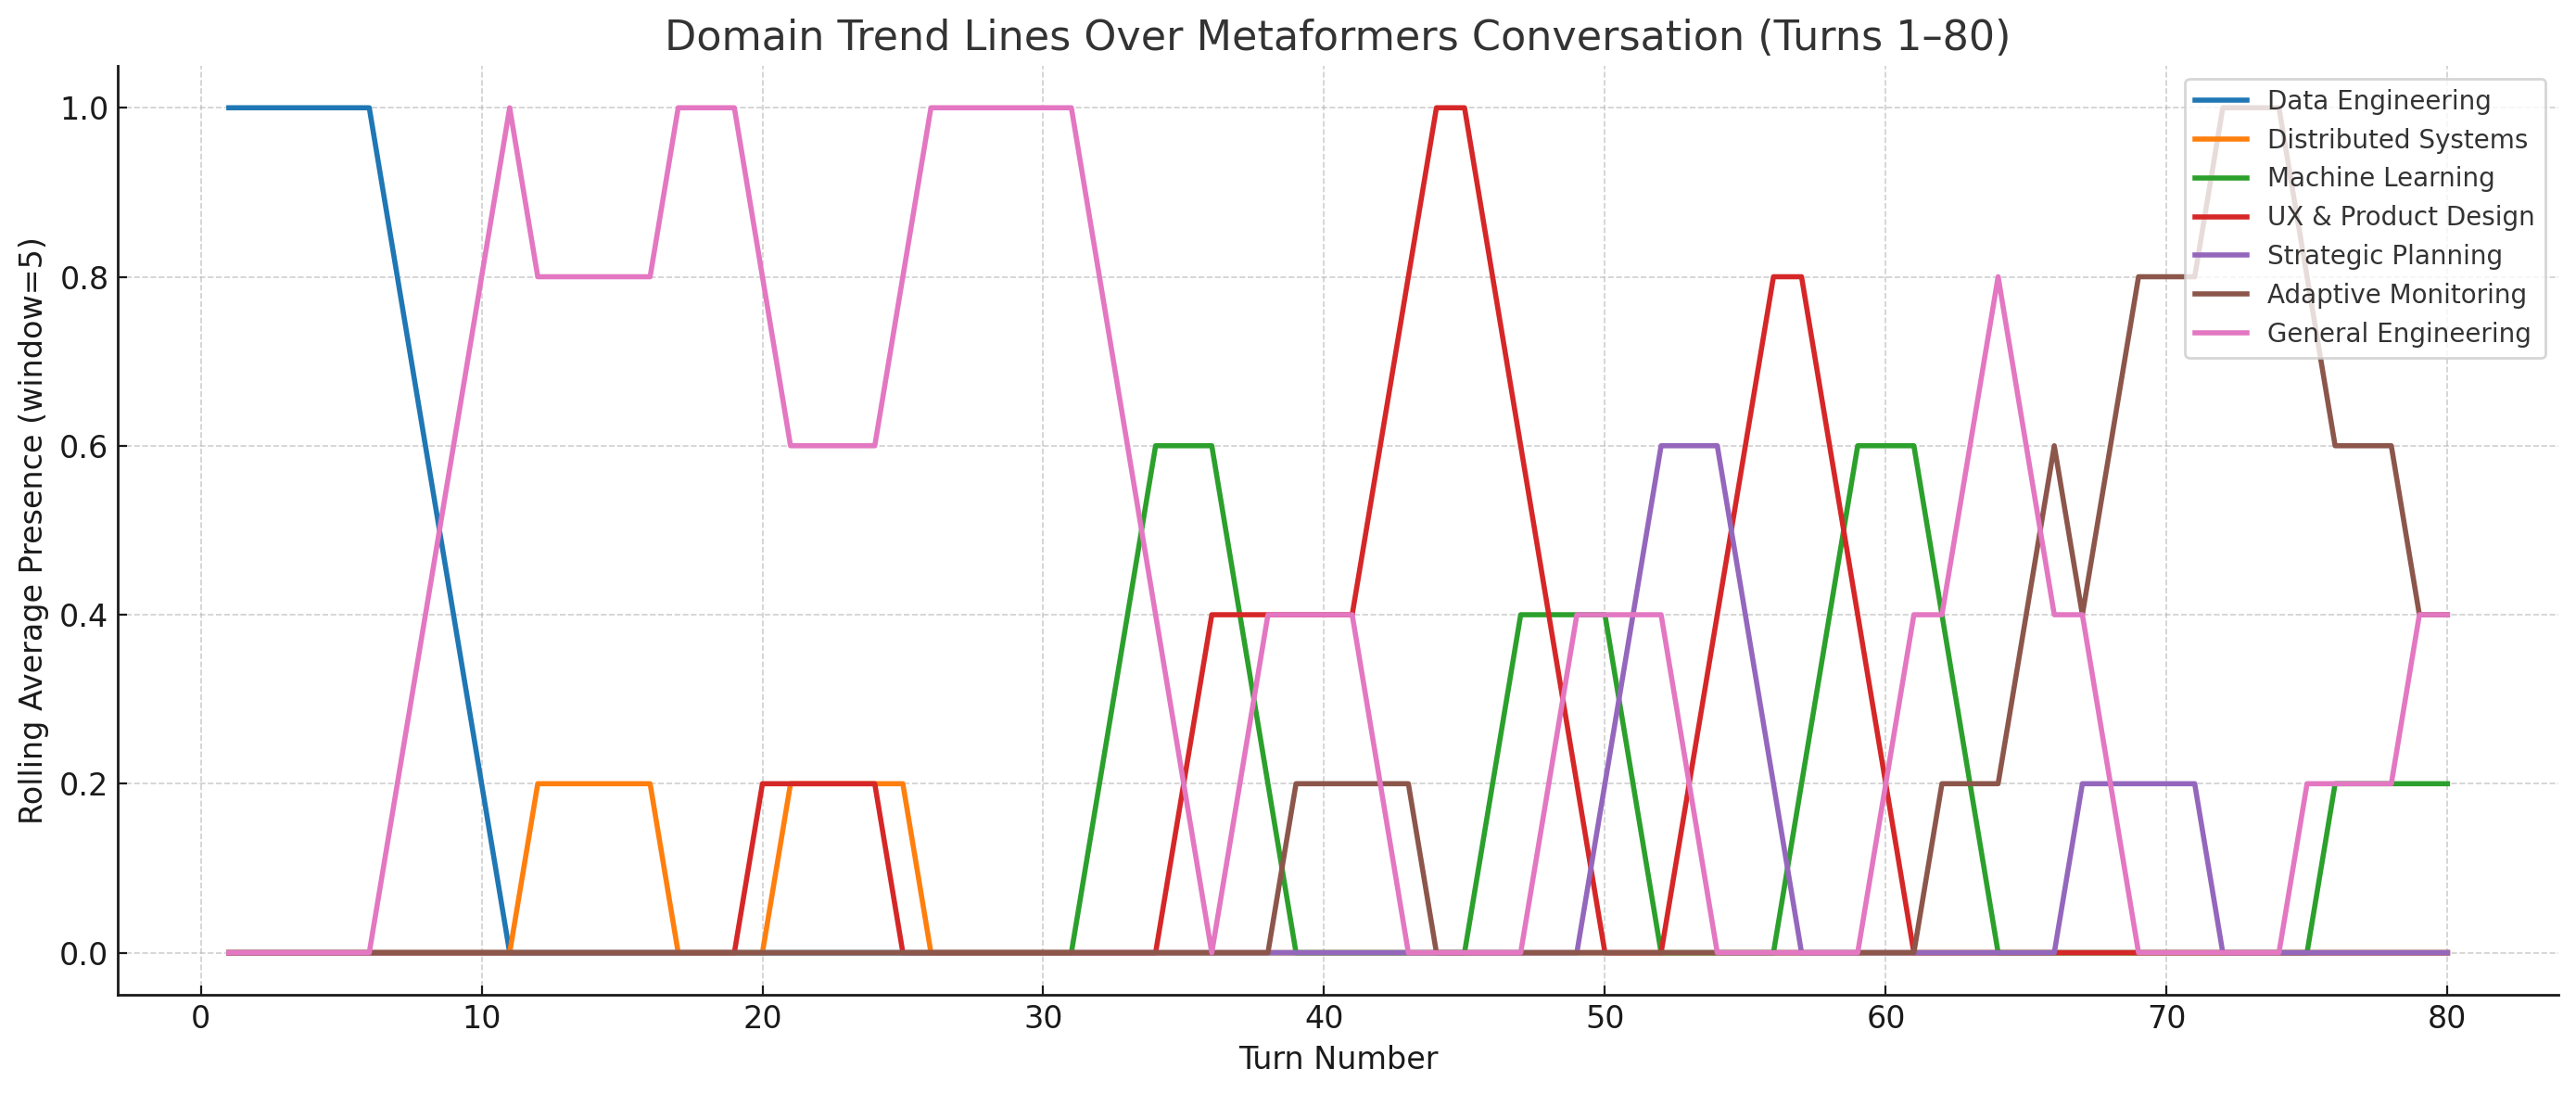 Domain Trend Lines Over Metaformers Conversation (Turns 1–80)
Rolling Average Presence (window=5)
1.0
0.8
0.6
0.4
0.2
0.0
Data Engineering
Distributed Systems
Machine Learning
UX & Product Design
Strategic Planning
Adaptive Monitoring
General Engineering
0 10 20 30 40 50 60 70 80
Turn Number